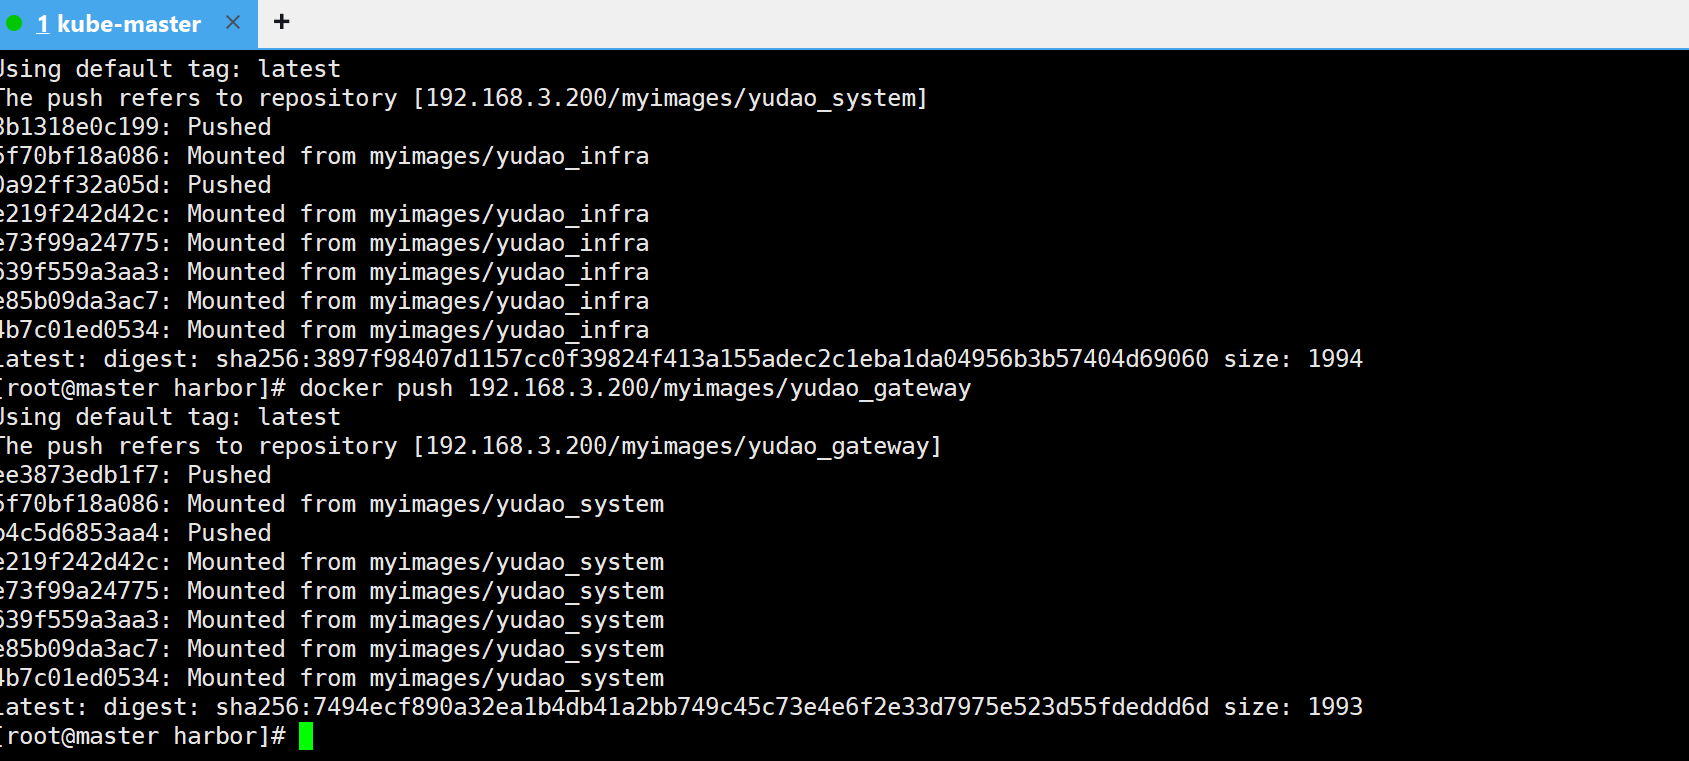 1 kube-master × +
Using default tag: latest
The push refers to repository [192.168.3.200/myimages/yudao_system]
3b1318e0c199: Pushed
5f70bf18a086: Mounted from myimages/yudao_infra
0a92ff32a05d: Pushed
e219f242d42c: Mounted from myimages/yudao_infra
e73f99a24775: Mounted from myimages/yudao_infra
639f559a3aa3: Mounted from myimages/yudao_infra
e85b09da3ac7: Mounted from myimages/yudao_infra
4b7c01ed0534: Mounted from myimages/yudao_infra
latest: digest: sha256:3897f98407d1157cc0f39824f413a155adec2c1eba1da04956b3b57404d69060 size: 1994
[root@master harbor]# docker push 192.168.3.200/myimages/yudao_gateway
Using default tag: latest
The push refers to repository [192.168.3.200/myimages/yudao_gateway]
ee3873edb1f7: Pushed
5f70bf18a086: Mounted from myimages/yudao_system
b4c5d6853aa4: Pushed
e219f242d42c: Mounted from myimages/yudao_system
e73f99a24775: Mounted from myimages/yudao_system
639f559a3aa3: Mounted from myimages/yudao_system
e85b09da3ac7: Mounted from myimages/yudao_system
4b7c01ed0534: Mounted from myimages/yudao_system
latest: digest: sha256:7494ecf890a32ea1b4db41a2bb749c45c73e4e6f2e33d7975e523d55fdeddd6d size: 1993
[root@master harbor]#